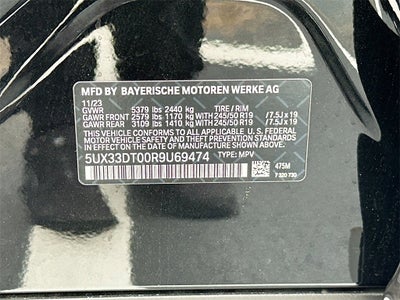 MFD BY BAYERISCHE MOTOREN WERKE AG
11/23
GVWR 5379 lbs 2440 kg TIRE / RIM
GAWR FRONT 2579 lbs 1170 kg WITH 245/50 R19 / 7.5J x 19
GAWR REAR 3109 lbs 1410 kg WITH 245/50 R19 / 7.5J x 19
THIS VEHICLE CONFORMS TO ALL APPLICABLE U. S. FEDERAL
MOTOR VEHICLE SAFETY AND THEFT PREVENTION STANDARDS
IN EFFECT ON THE DATE OF MANUFACTURE SHOWN ABOVE.
5UX33DT00R9U69474 TYPE: MPV
475M
7 320 730